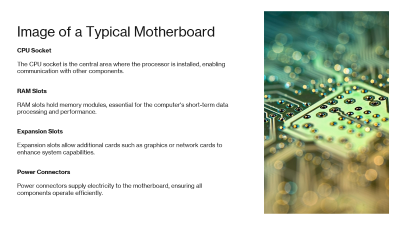 Image of a Typical Motherboard
CPU Socket
The CPU socket is the central area where the processor is installed, enabling
communication with other components.
RAM Slots
RAM slots hold memory modules, essential for the computer's short-term data
processing and performance.
Expansion Slots
Expansion slots allow additional cards such as graphics or network cards to
enhance system capabilities.
Power Connectors
Power connectors supply electricity to the motherboard, ensuring all
components operate efficiently.